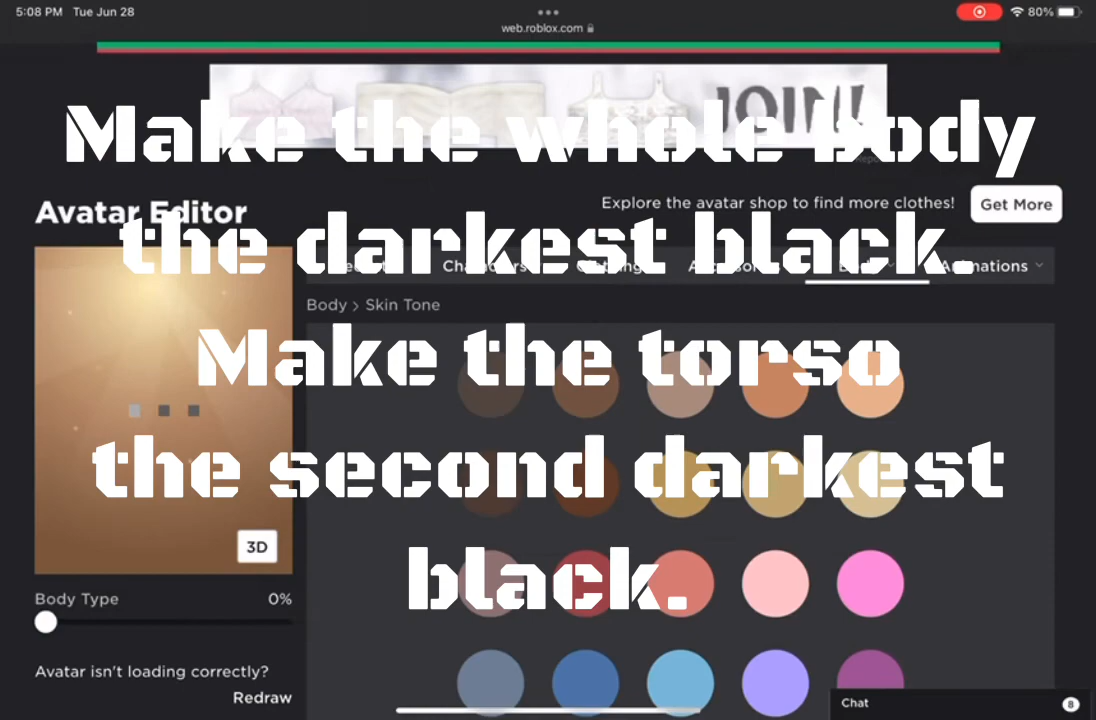 5:08 PM Tue Jun 28
80%
web.roblox.com
JOIN!
Make the whole body
Avatar Editor
Explore the avatar shop to find more clothes!
Get More
the darkest black.
Animations
Body > Skin Tone
Make the torso
the second darkest
3D
black.
Body Type 0%
Avatar isn't loading correctly?
Redraw
Chat 8